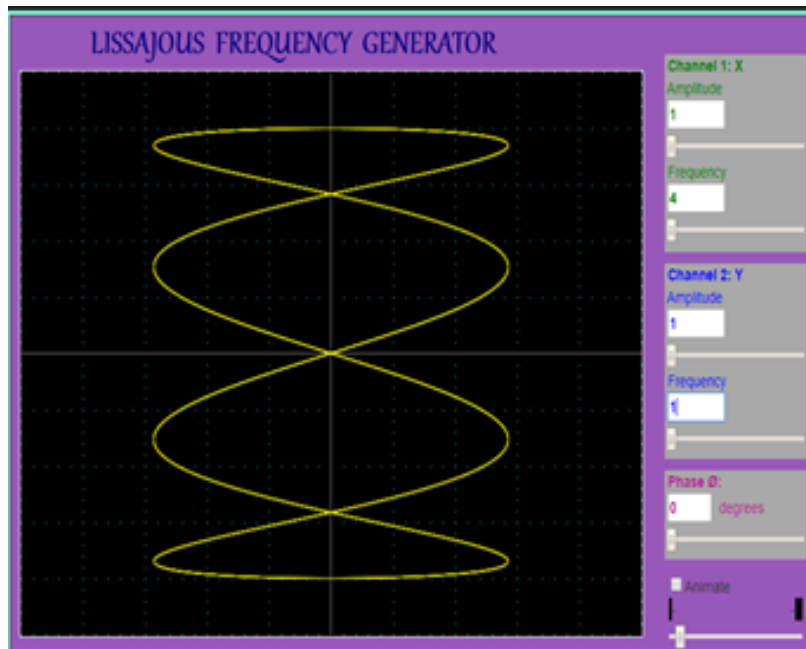 LISSAJOUS FREQUENCY GENERATOR
Channel 1: X
Amplitude
1
Frequency
4
Channel 2: Y
Amplitude
1
Frequency
1
Phase Ø:
0 degrees
Animate